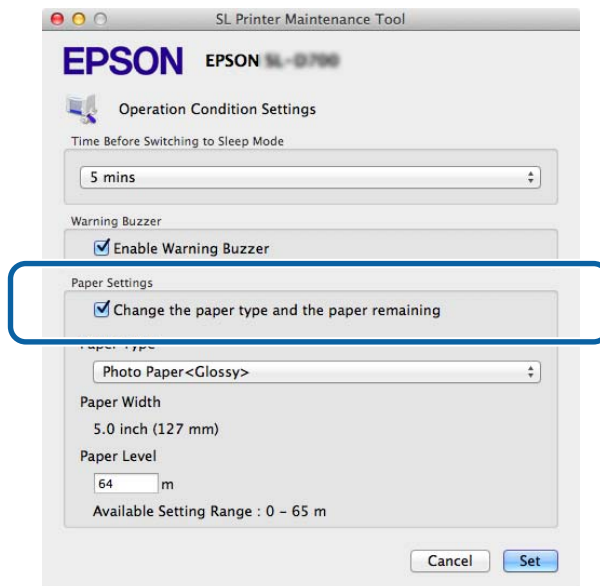 SL Printer Maintenance Tool
EPSON EPSON
Operation Condition Settings
Time Before Switching to Sleep Mode
5 mins
Warning Buzzer
Enable Warning Buzzer
Paper Settings
Change the paper type and the paper remaining
Paper Type
Photo Paper<Glossy>
Paper Width
5.0 inch (127 mm)
Paper Level
64 m
Available Setting Range : 0 – 65 m
Cancel Set